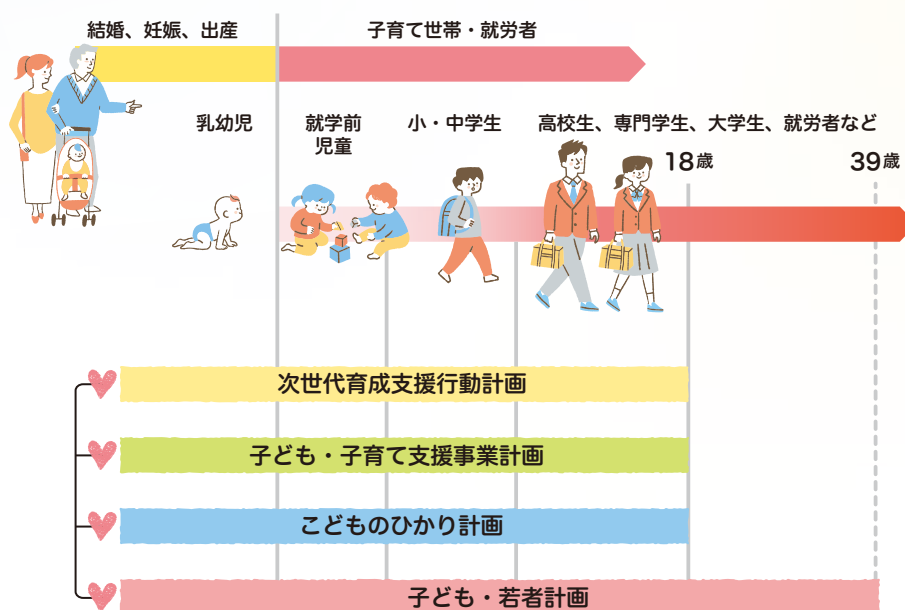 結婚、妊娠、出産
子育て世帯・就労者
乳幼児
就学前
児童
小・中学生
高校生、専門学生、大学生、就労者など
18歳
39歳
次世代育成支援行動計画
子ども・子育て支援事業計画
こどものひかり計画
子ども・若者計画